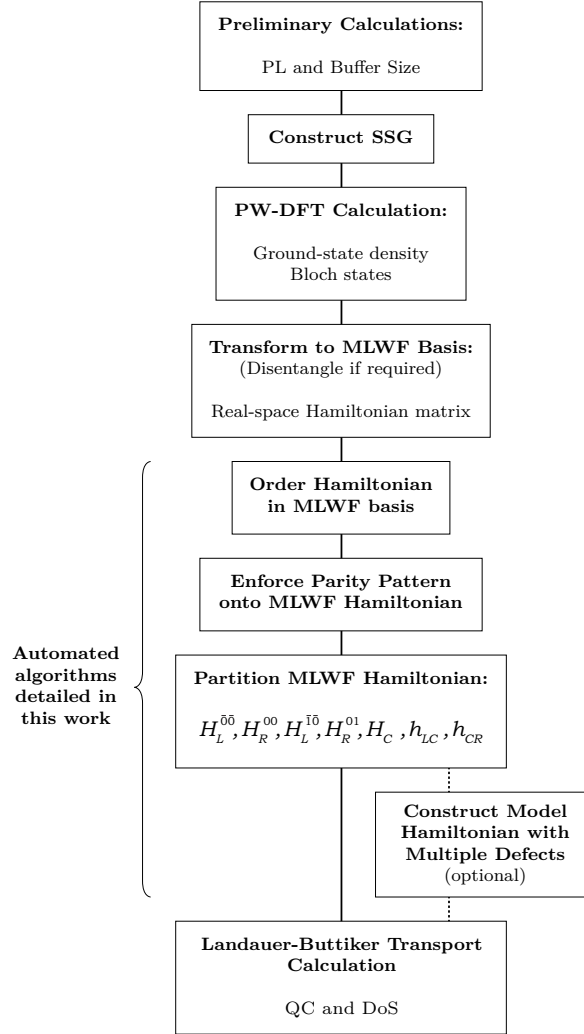 Preliminary Calculations:
PL and Buffer Size
Construct SSG
PW-DFT Calculation:
Ground-state density
Bloch states
Transform to MLWF Basis:
(Disentangle if required)
Real-space Hamiltonian matrix
Order Hamiltonian
in MLWF basis
Enforce Parity Pattern
onto MLWF Hamiltonian
Automated
algorithms
detailed in
this work
Partition MLWF Hamiltonian:
$H_L^{\bar{0}\bar{0}}, H_R^{00}, H_L^{\bar{1}\bar{0}}, H_R^{01}, H_C, h_{LC}, h_{CR}$
Construct Model
Hamiltonian with
Multiple Defects
(optional)
Landauer-Buttiker Transport
Calculation
QC and DoS